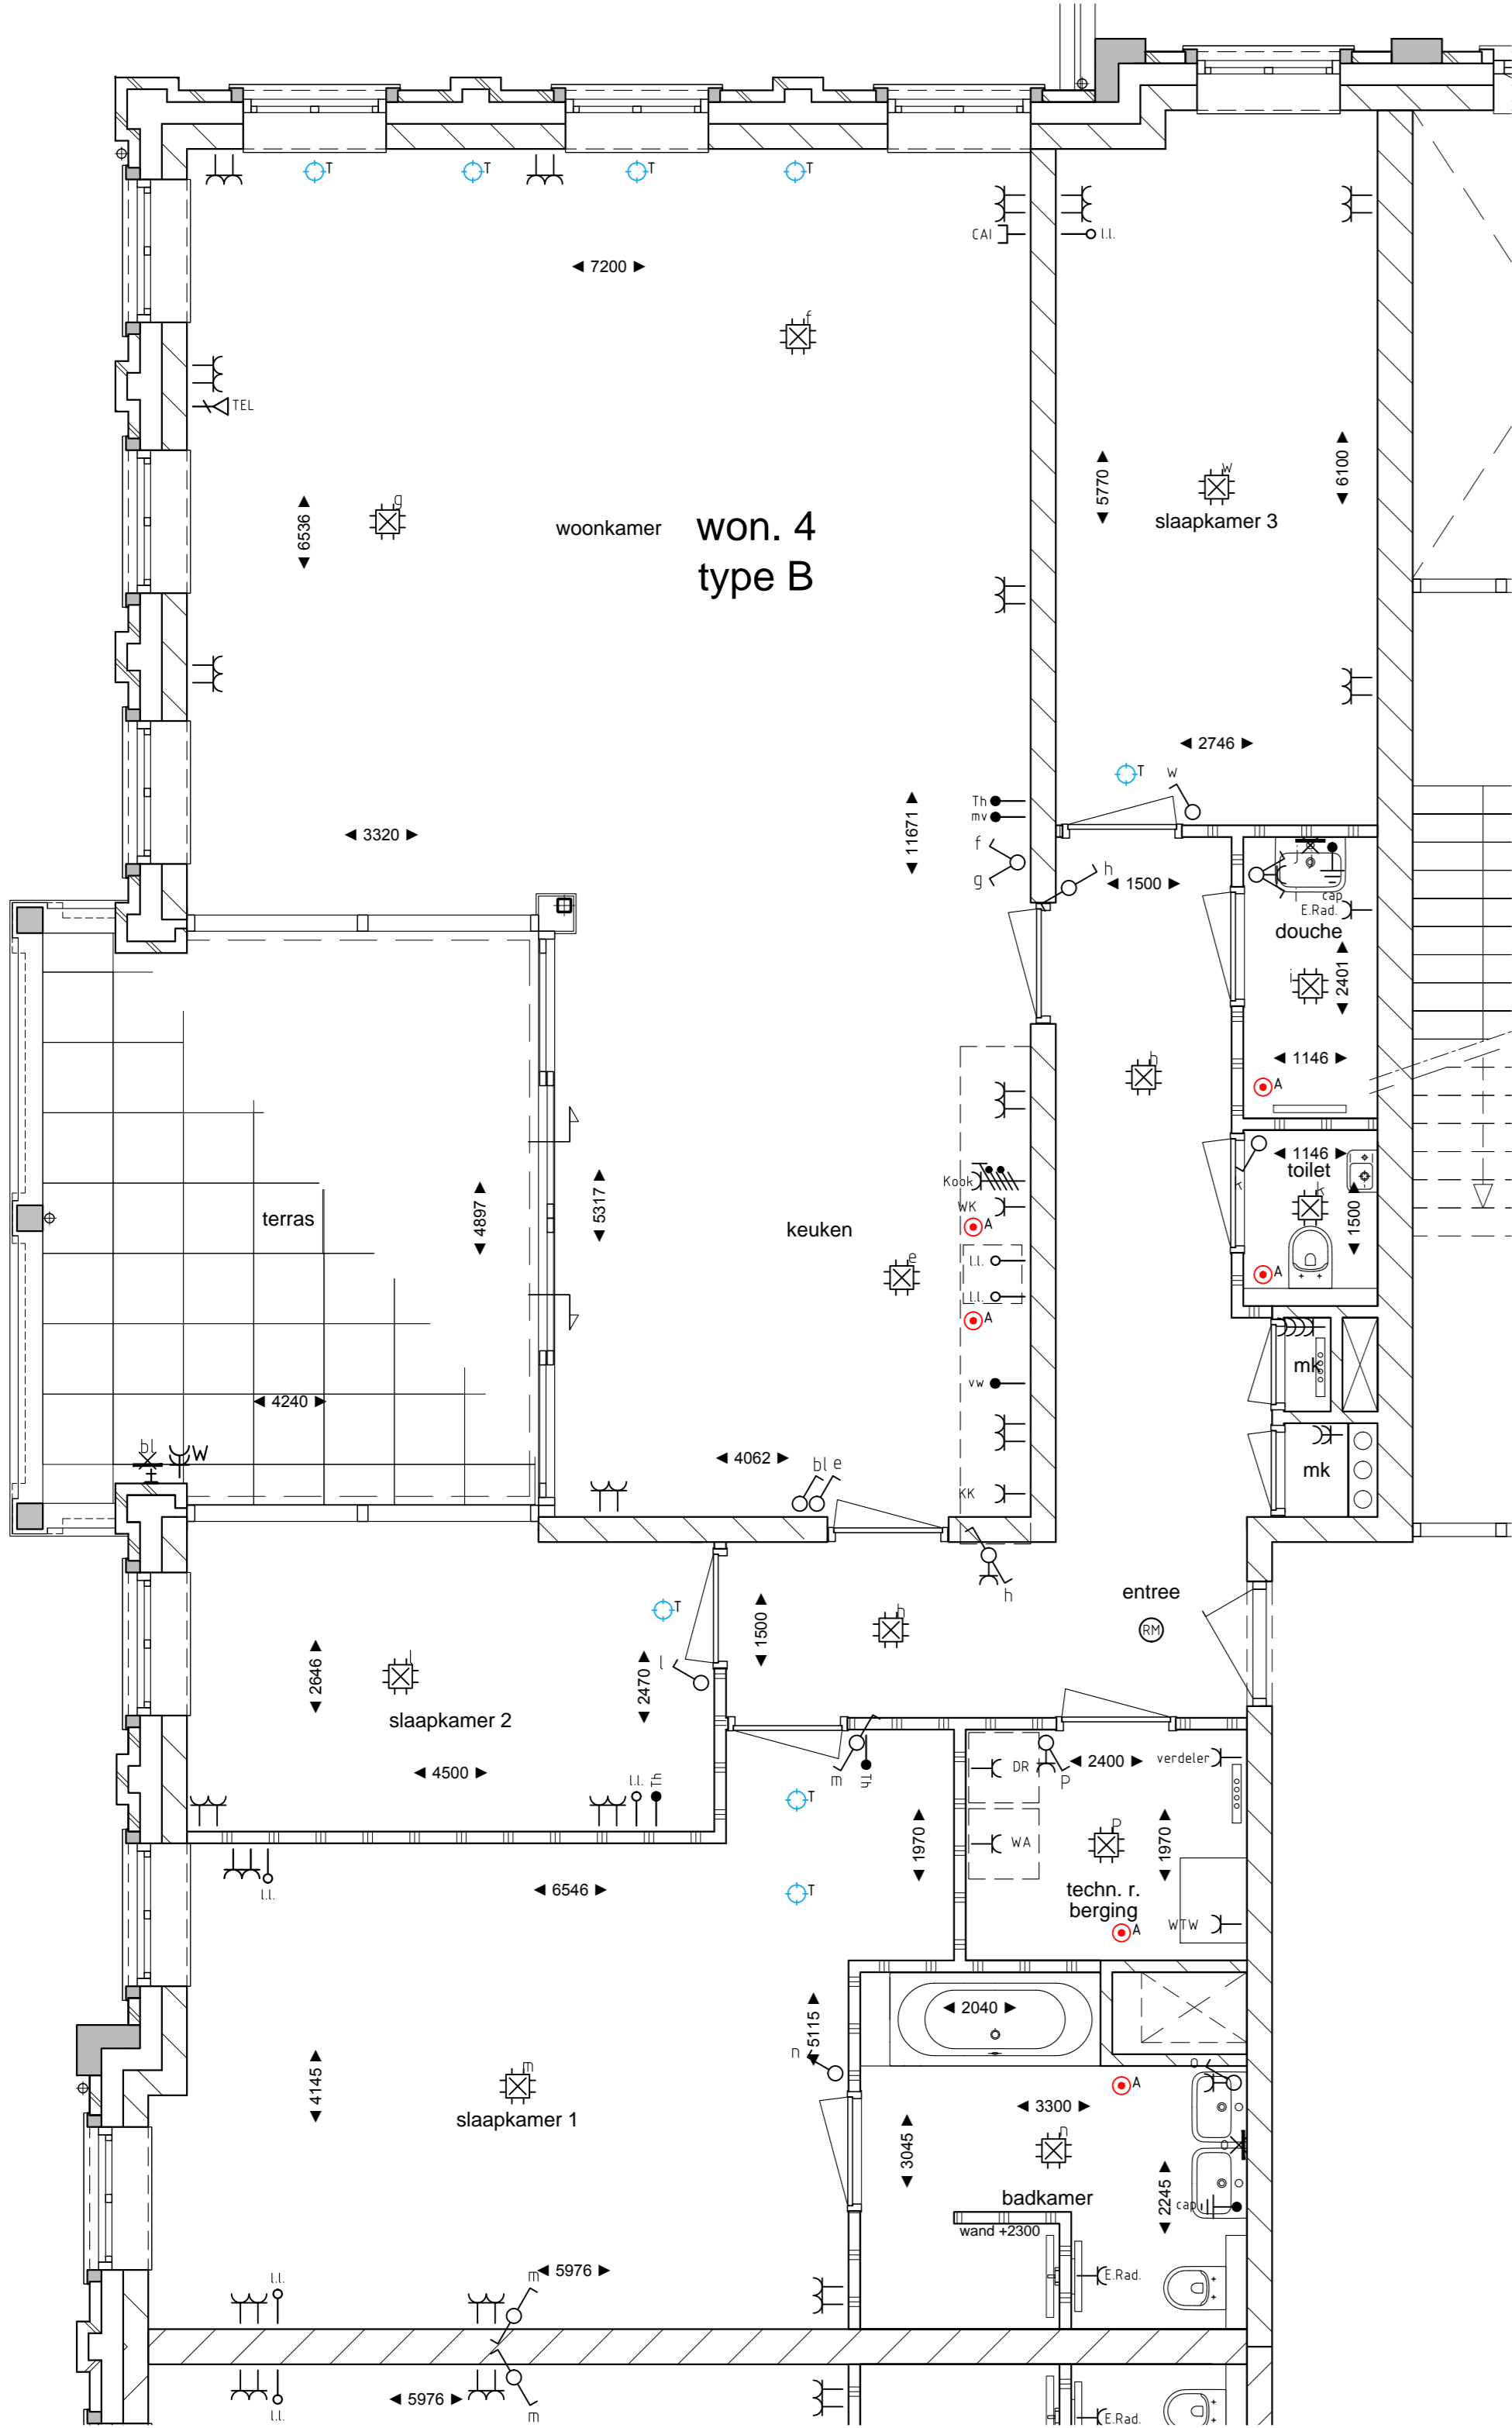 T
T
T
T
CAI
l.l.
◄ 7200 ►
f
TEL
g
◄ 6536 ►
woonkamer
won. 4
type B
◄ 5770 ►
w
◄ 6100 ►
slaapkamer 3
◄ 2746 ►
T
w
Th
mv
◄ 3320 ►
◄ 11671 ►
f
g
h
◄ 1500 ►
cap
E.Rad.
douche
i
◄ 2401 ►
◄ 1146 ►
A
h
◄ 1146 ►
toilet
k
k
◄ 1500 ►
A
Kook
WK
A
terras
◄ 4897 ►
◄ 5317 ►
keuken
e
l.l.
l.l.
A
mk
vw
◄ 4240 ►
bl
W
◄ 4062 ►
bl e
KK
mk
h
entree
RM
T
◄ 1500 ►
h
◄ 2646 ►
l
◄ 2470 ►
l
slaapkamer 2
◄ 4500 ►
l.l.
Th
m
Th
DR
p
◄ 2400 ►
verdeler
T
◄ 1970 ►
WA
p
◄ 1970 ►
l.l.
◄ 6546 ►
T
techn. r.
berging
WTW
A
◄ 2040 ►
◄ 5115 ►
n
◄ 4145 ►
m
slaapkamer 1
o
A
◄ 3300 ►
◄ 3045 ►
n
o
◄ 2245 ►
badkamer
cap
wand +2300
l.l.
m
◄ 5976 ►
E.Rad.
◄ 5976 ►
l.l.
m
E.Rad.